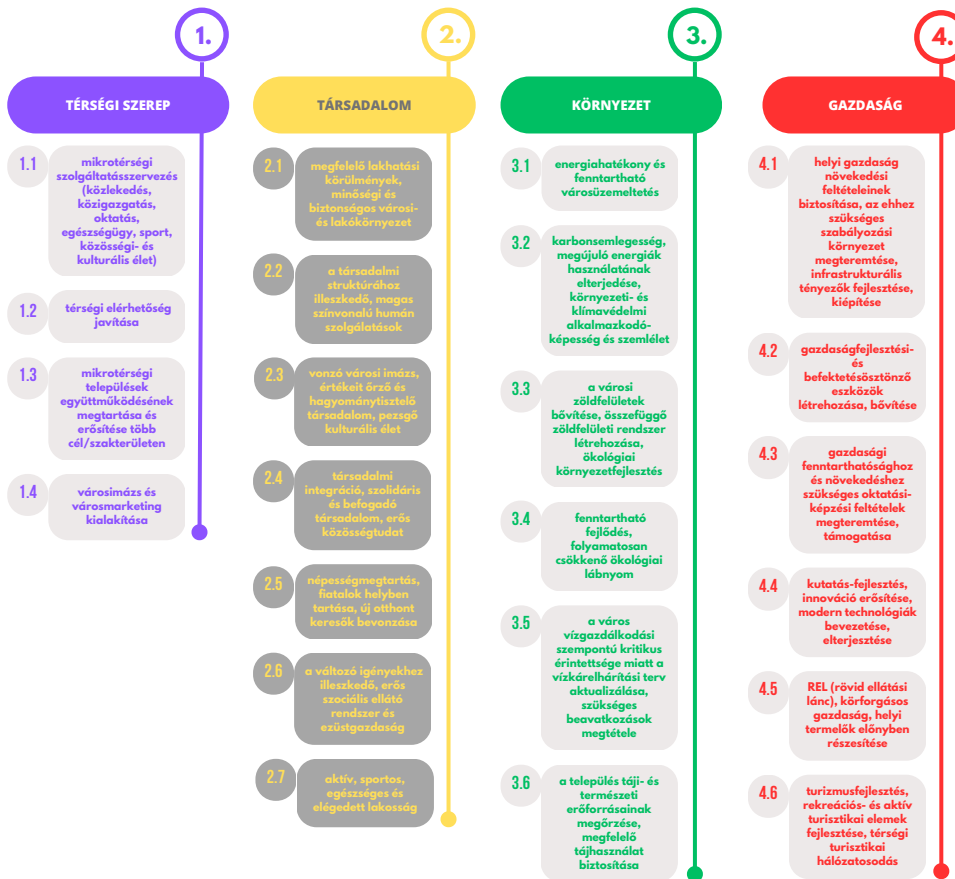 1.
TÉRSÉGI SZEREP
1.1
mikrotérségi
szolgáltatásszervezés
(közlekedés,
közigazgatás,
oktatás,
egészségügy, sport,
közösségi- és
kulturális élet)
1.2
térségi elérhetőség
javítása
1.3
mikrotérségi
települések
együttműködésének
megtartása és
erősítése több
cél/szakterületen
1.4
városimázs és
városmarketing
kialakítása
2.
TÁRSADALOM
2.1
megfelelő lakhatási
körülmények,
minőségi és
biztonságos városi-
és lakókörnyezet
2.2
a társadalmi
struktúrához
illeszkedő, magas
színvonalú humán
szolgálatások
2.3
vonzó városi imázs,
értékeit őrző és
hagyománytisztelő
társadalom, pezsgő
kulturális élet
2.4
társadalmi
integráció, szolidáris
és befogadó
társadalom, erős
közösségtudat
2.5
népességmegtartás,
fiatalok helyben
tartása, új otthont
keresők bevonzása
2.6
a változó igényekhez
illeszkedő, erős
szociális ellátó
rendszer és
ezüstgazdaság
2.7
aktív, sportos,
egészséges és
elégedett lakosság
3.
KÖRNYEZET
3.1
energiahatékony és
fenntartható
városüzemeltetés
3.2
karbonsemlegesség,
megújuló energiák
használatának
elterjedése,
környezeti- és
klímavédelmi
alkalmazkodó-
képesség és szemlélet
3.3
a városi
zöldfelületek
bővítése, összefüggő
zöldfelületi rendszer
létrehozása,
ökológiai
környezetfejlesztés
3.4
fenntartható
fejlődés,
folyamatosan
csökkenő ökológiai
lábnyom
3.5
a város
vízgazdálkodási
szempontú kritikus
érintettsége miatt a
vízkárelhárítási terv
aktualizálása,
szükséges
beavatkozások
megtétele
3.6
a település táji- és
természeti
erőforrásainak
megőrzése,
megfelelő
tájhasználat
biztosítása
4.
GAZDASÁG
4.1
helyi gazdaság
növekedési
feltételeinek
biztosítása, az ehhez
szükséges
szabályozási
környezet
megteremtése,
infrastrukturális
tényezők fejlesztése,
kiépítése
4.2
gazdaságfejlesztési-
és
befektetésösztönző
eszközök
létrehozása, bővítése
4.3
gazdasági
fenntarthatósághoz
és növekedéshez
szükséges oktatási-
képzési feltételek
megteremtése,
támogatása
4.4
kutatás-fejlesztés,
innováció erősítése,
modern technológiák
bevezetése,
elterjesztése
4.5
REL (rövid ellátási
lánc), körforgásos
gazdaság, helyi
termelők előnyben
részesítése
4.6
turizmusfejlesztés,
rekreációs- és aktív
turisztikai elemek
fejlesztése, térségi
turisztikai
hálózatosodás